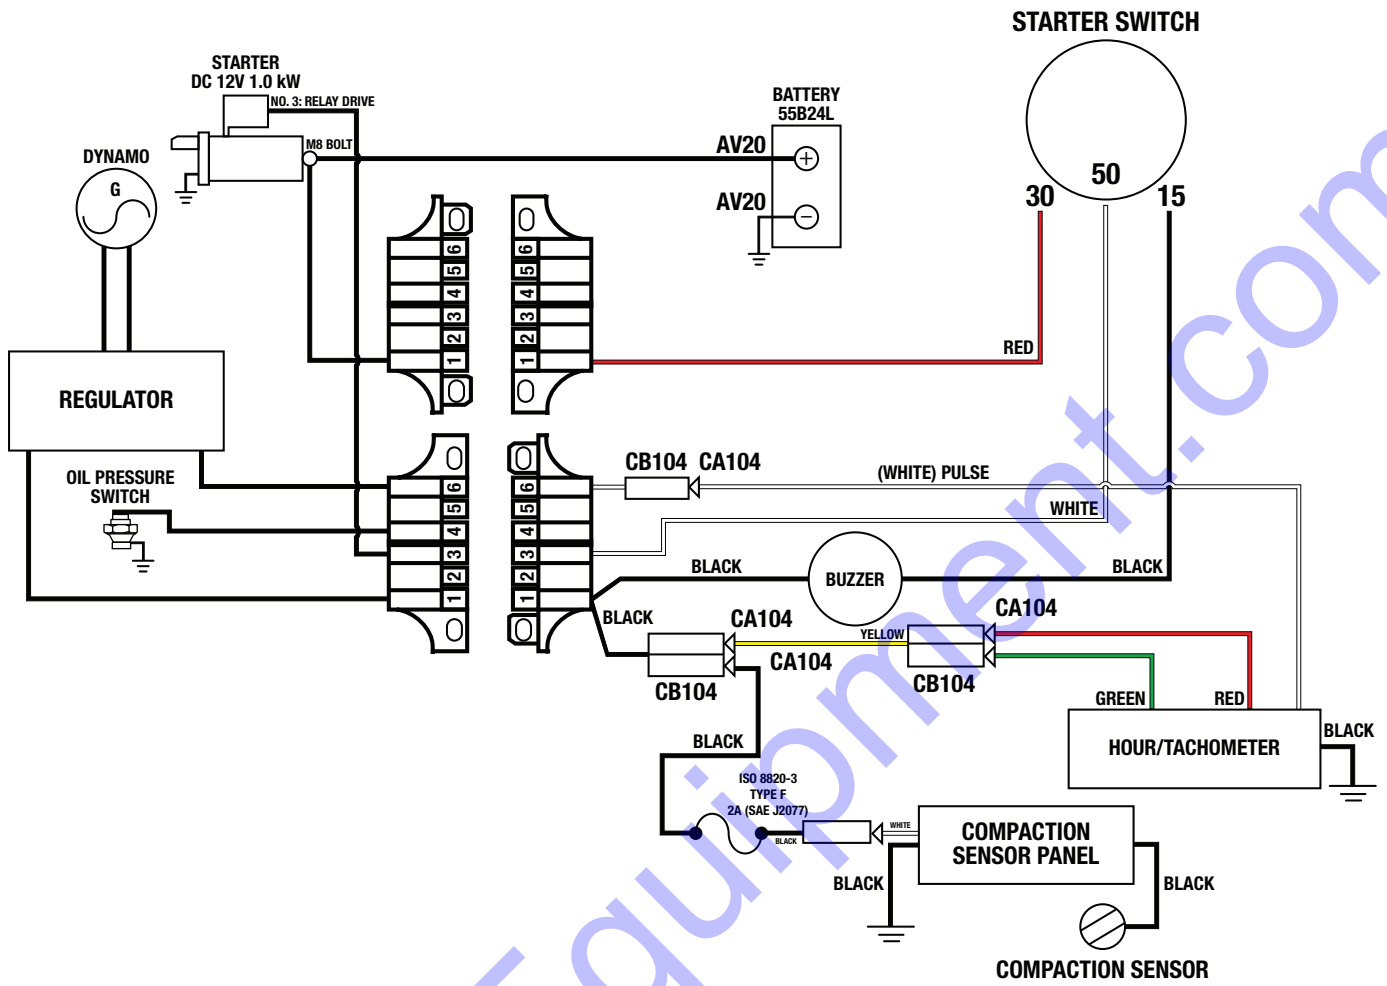 STARTER SWITCH
STARTER
DC 12V 1.0 kW
NO. 3: RELAY DRIVE
M8 BOLT
BATTERY
55B24L
AV20
+
AV20
−
DYNAMO
G
30
50
15
6
5
4
3
2
1
6
5
4
3
2
1
RED
REGULATOR
OIL PRESSURE
SWITCH
6
5
4
3
2
1
6
5
4
3
2
1
CB104 CA104
(WHITE) PULSE
WHITE
BLACK
BUZZER
BLACK
BLACK
CA104
YELLOW
CA104
CA104
CB104
CB104
GREEN
RED
BLACK
HOUR/TACHOMETER
BLACK
ISO 8820-3
TYPE F
2A (SAE J2077)
BLACK
WHITE
COMPACTION
SENSOR PANEL
BLACK
BLACK
COMPACTION SENSOR
Equipment.com